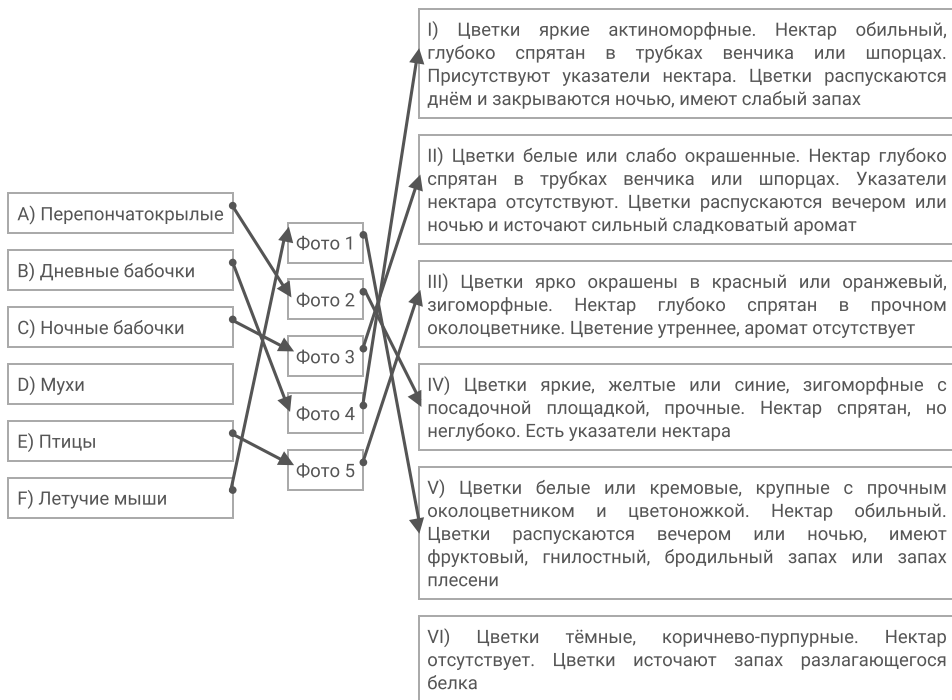 A) Перепончатокрылые
B) Дневные бабочки
C) Ночные бабочки
D) Мухи
E) Птицы
F) Летучие мыши
Фото 1
Фото 2
Фото 3
Фото 4
Фото 5
I) Цветки яркие актиноморфные. Нектар обильный,
глубоко спрятан в трубках венчика или шпорцах.
Присутствуют указатели нектара. Цветки распускаются
днём и закрываются ночью, имеют слабый запах
II) Цветки белые или слабо окрашенные. Нектар глубоко
спрятан в трубках венчика или шпорцах. Указатели
нектара отсутствуют. Цветки распускаются вечером или
ночью и источают сильный сладковатый аромат
III) Цветки ярко окрашены в красный или оранжевый,
зигоморфные. Нектар глубоко спрятан в прочном
околоцветнике. Цветение утреннее, аромат отсутствует
IV) Цветки яркие, желтые или синие, зигоморфные с
посадочной площадкой, прочные. Нектар спрятан, но
неглубоко. Есть указатели нектара
V) Цветки белые или кремовые, крупные с прочным
околоцветником и цветоножкой. Нектар обильный.
Цветки распускаются вечером или ночью, имеют
фруктовый, гнилостный, бродильный запах или запах
плесени
VI) Цветки тёмные, коричнево-пурпурные. Нектар
отсутствует. Цветки источают запах разлагающегося
белка